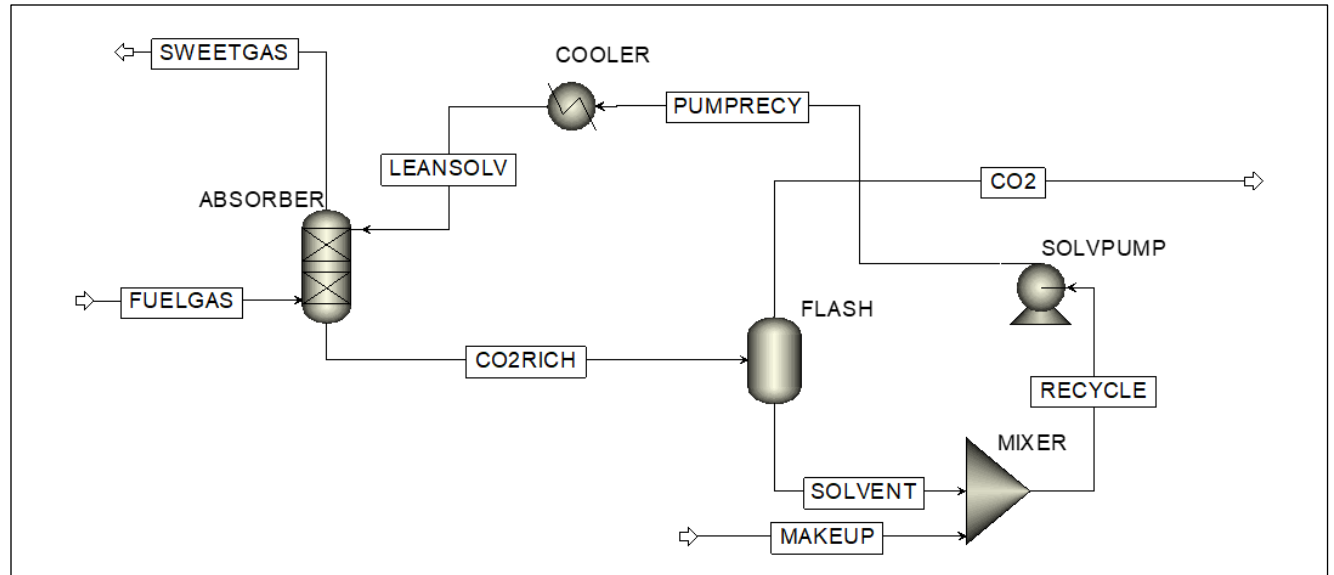 SWEETGAS
COOLER
PUMPRECY
LEANSOLV
CO2
ABSORBER
SOLVPUMP
FUELGAS
FLASH
CO2RICH
RECYCLE
MIXER
SOLVENT
MAKEUP